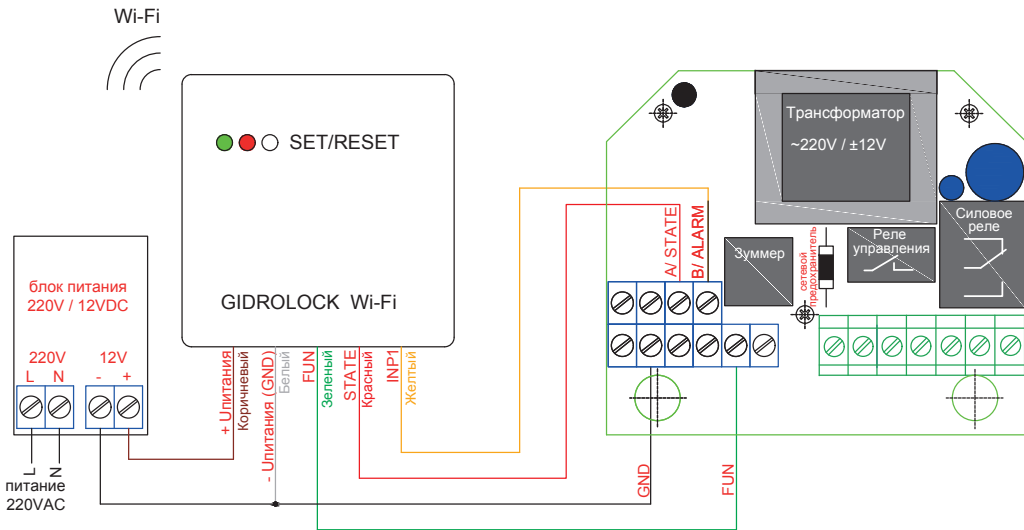 Wi-Fi
SET/RESET
GIDROLOCK Wi-Fi
блок питания
220V / 12VDC
220V
12V
L
N
-
+
L
N
питание
220VAC
+ Uпитания
Коричневый
- Uпитания (GND)
Белый
FUN
Зеленый
STATE
Красный
INP1
Желтый
A/ STATE
B/ ALARM
GND
FUN
Трансформатор
~220V / ±12V
Зуммер
сетевой
предохранитель
Реле
управления
Силовое
реле